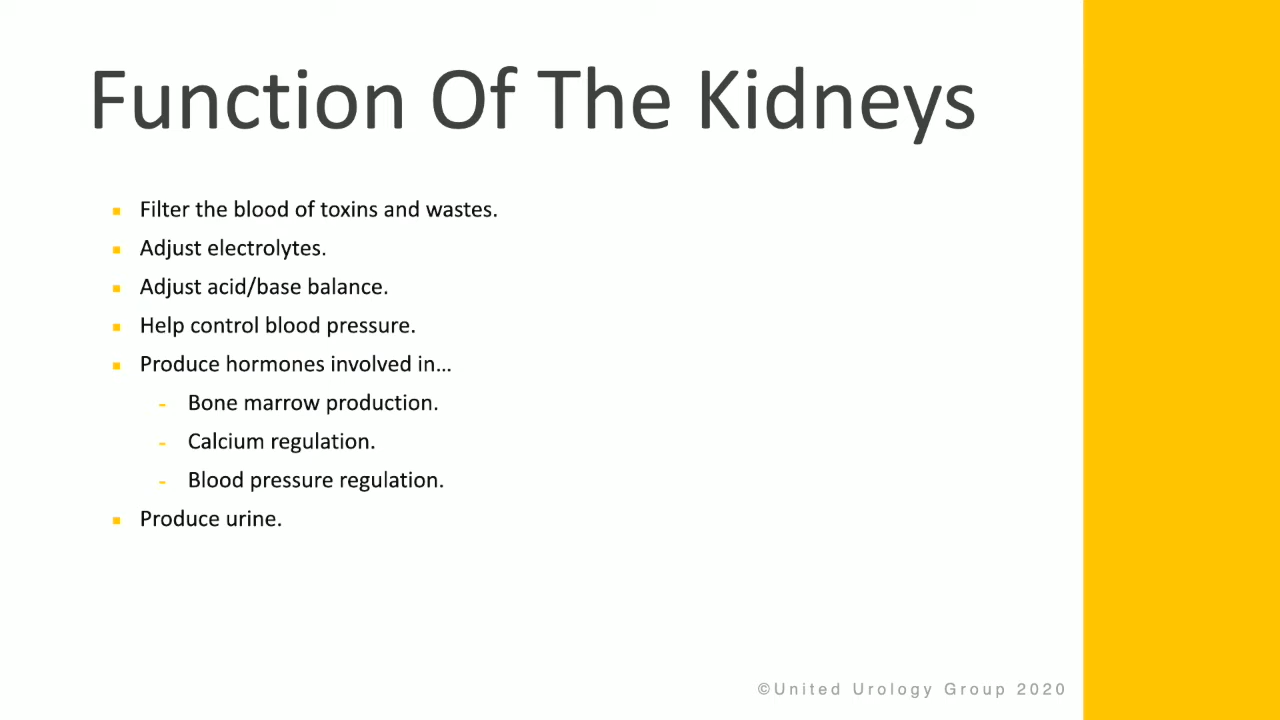 Function Of The Kidneys
Filter the blood of toxins and wastes.
Adjust electrolytes.
Adjust acid/base balance.
Help control blood pressure.
Produce hormones involved in…
- Bone marrow production.
- Calcium regulation.
- Blood pressure regulation.
Produce urine.
©United Urology Group 2020